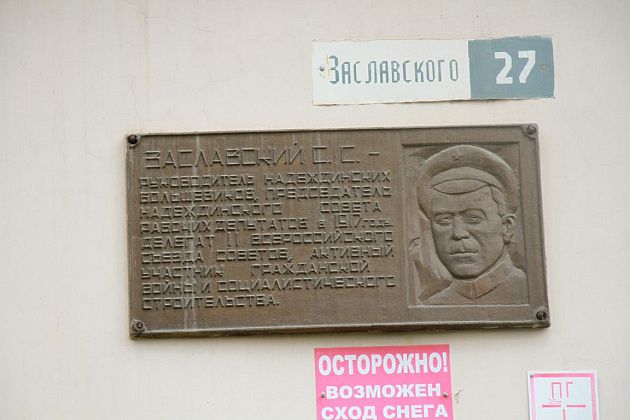 Заславского 27
ЗАСЛАВСКИЙ С. С. –
РУКОВОДИТЕЛЬ НАДЕЖДИНСКИХ
БОЛЬШЕВИКОВ, ПРЕДСЕДАТЕЛЬ
НАДЕЖДИНСКОГО СОВЕТА
РАБОЧИХ ДЕПУТАТОВ В 1917 ГОДУ,
ДЕЛЕГАТ II ВСЕРОССИЙСКОГО
СЪЕЗДА СОВЕТОВ, АКТИВНЫЙ
УЧАСТНИК ГРАЖДАНСКОЙ
ВОЙНЫ И СОЦИАЛИСТИЧЕСКОГО
СТРОИТЕЛЬСТВА.
ОСТОРОЖНО!
ВОЗМОЖЕН
СХОД СНЕГА
ПГ